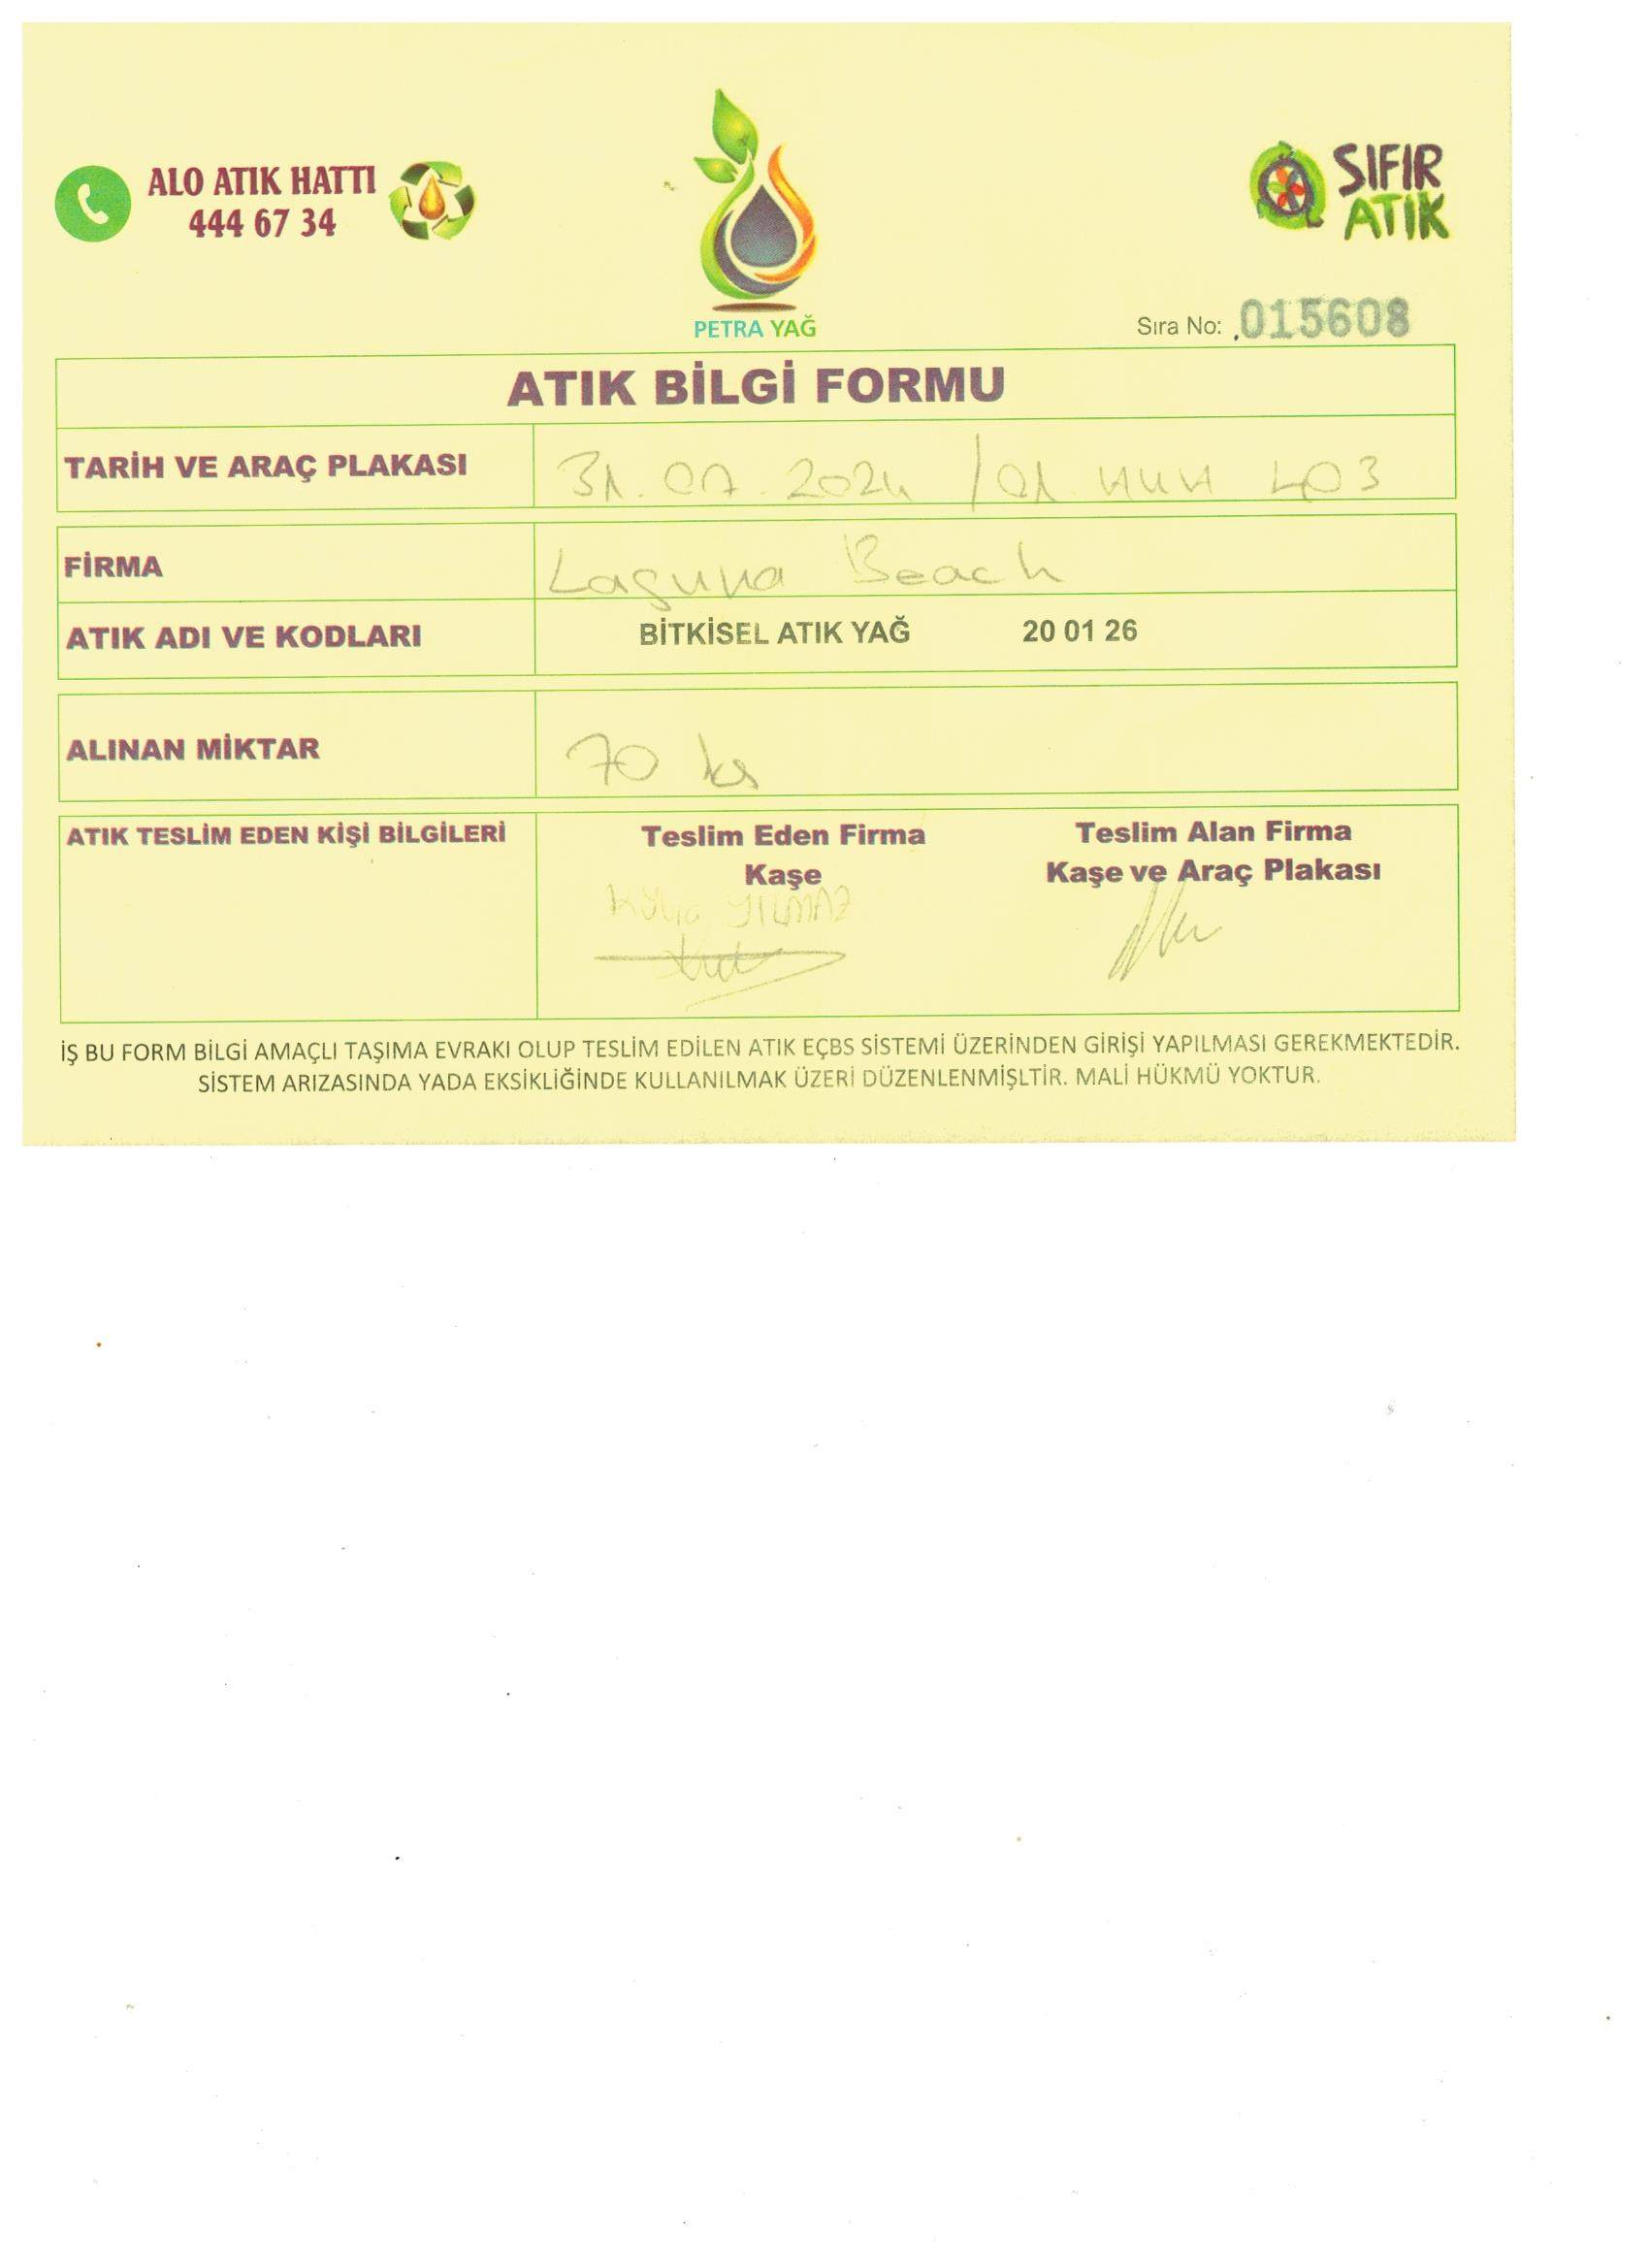 ALO ATIK HATTI
444 67 34
PETRA YAĞ
SIFIR
ATIK
Sıra No: 015608
ATIK BİLGİ FORMU
TARİH VE ARAÇ PLAKASI 31.07.2024 / 01 403
FİRMA Laguna Beach
ATIK ADI VE KODLARI BİTKİSEL ATIK YAĞ 20 01 26
ALINAN MİKTAR 70 kg
ATIK TESLİM EDEN KİŞİ BİLGİLERİ
Teslim Eden Firma
Kaşe
YILMAZ
Teslim Alan Firma
Kaşe ve Araç Plakası
İŞ BU FORM BİLGİ AMAÇLI TAŞIMA EVRAKI OLUP TESLİM EDİLEN ATIK EÇBS SİSTEMİ ÜZERİNDEN GİRİŞİ YAPILMASI GEREKMEKTEDİR.
SİSTEM ARIZASINDA YADA EKSİKLİĞİNDE KULLANILMAK ÜZERİ DÜZENLENMİŞLTİR. MALİ HÜKMÜ YOKTUR.